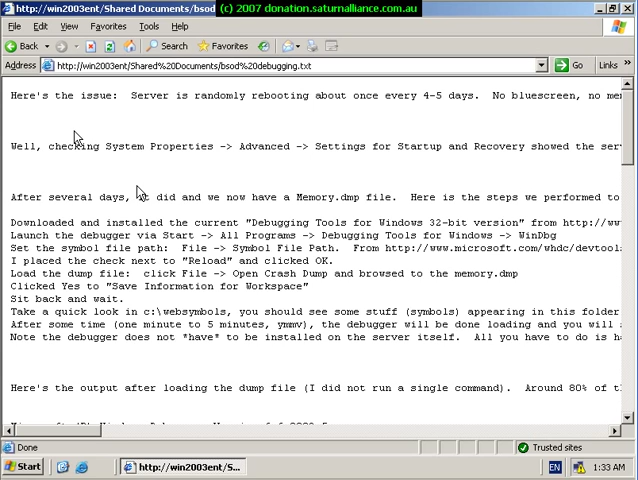 http://win2003ent/Shared Documents/bsod
(c) 2007 donation.saturnalliance.com.au
File Edit View Favorites Tools Help
Back Search Favorites
Address http://win2003ent/Shared%20Documents/bsod%20debugging.txt Go Links »
Here's the issue: Server is randomly rebooting about once every 4-5 days. No bluescreen, no me
Well, checking System Properties -> Advanced -> Settings for Startup and Recovery showed the ser
After several days, it did and we now have a Memory.dmp file. Here is the steps we performed to
Downloaded and installed the current "Debugging Tools for Windows 32-bit version" from http://ww
Launch the debugger via Start -> All Programs -> Debugging Tools for Windows -> WinDbg
Set the symbol file path: File -> Symbol File Path. From http://www.microsoft.com/whdc/devtool
I placed the check next to "Reload" and clicked OK.
Load the dump file: click File -> Open Crash Dump and browsed to the memory.dmp
Clicked Yes to "Save Information for Workspace"
Sit back and wait.
Take a quick look in c:\websymbols, you should see some stuff (symbols) appearing in this folder
After some time (one minute to 5 minutes, ymmv), the debugger will be done loading and you will
Note the debugger does not *have* to be installed on the server itself. All you have to do is
Here's the output after loading the dump file (I did not run a single command). Around 80% of
Done Trusted sites
Start http://win2003ent/S... EN 1:33 AM